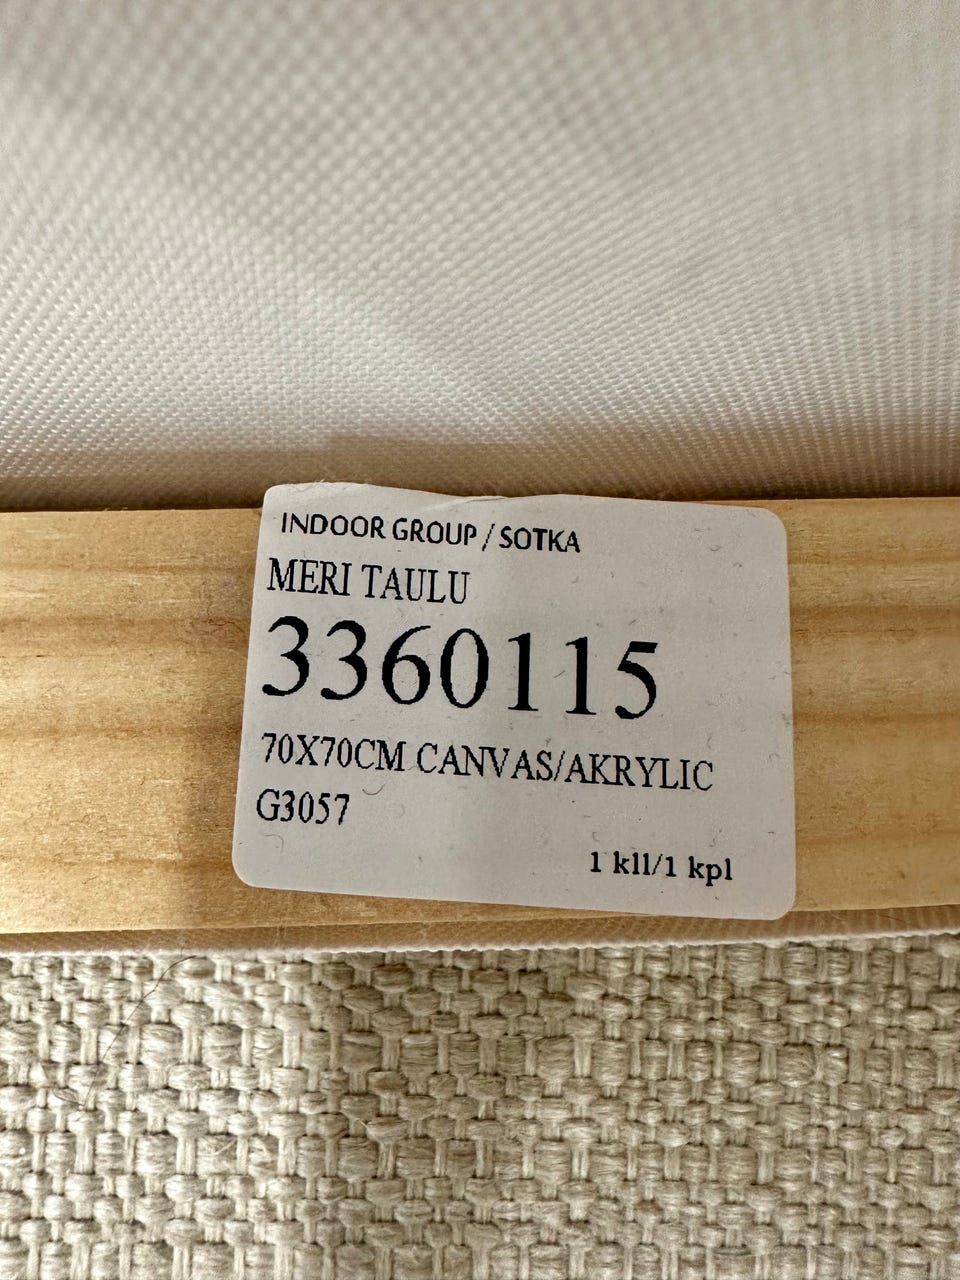 INDOOR GROUP / SOTKA
MERI TAULU
3360115
70X70CM CANVAS/AKRYLIC
G3057
1 kll/1 kpl